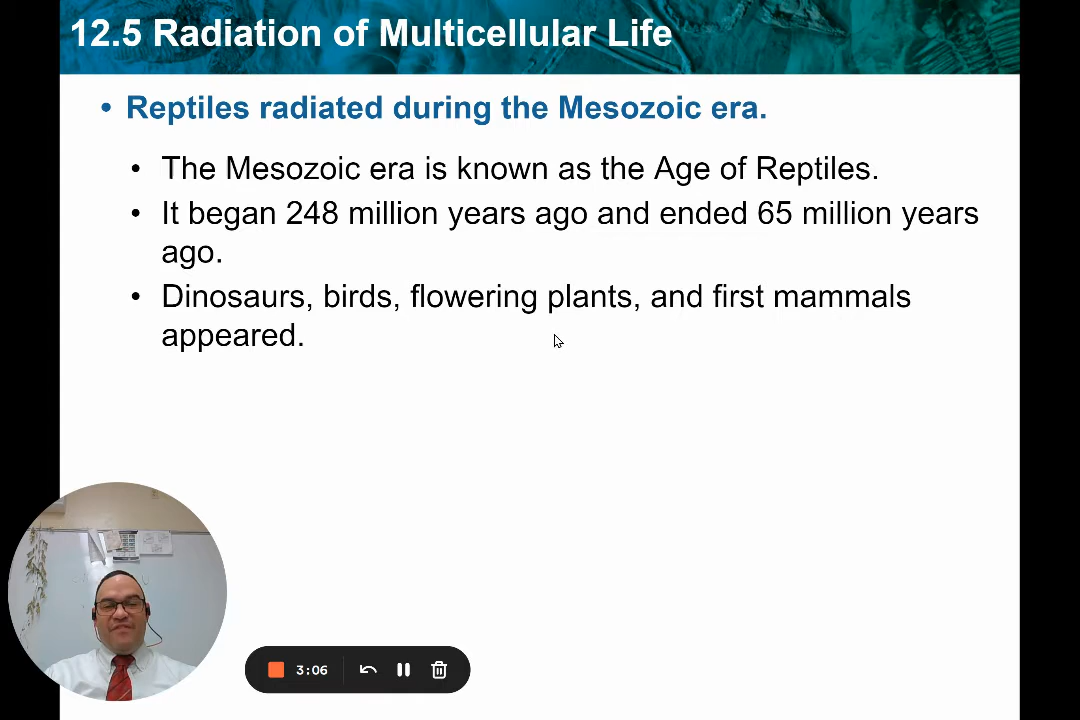 12.5 Radiation of Multicellular Life
• Reptiles radiated during the Mesozoic era.
• The Mesozoic era is known as the Age of Reptiles.
• It began 248 million years ago and ended 65 million years
ago.
• Dinosaurs, birds, flowering plants, and first mammals
appeared.
3:06